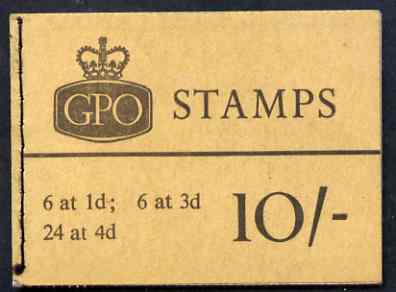 GPO STAMPS
6 at 1d; 6 at 3d
24 at 4d
10/-